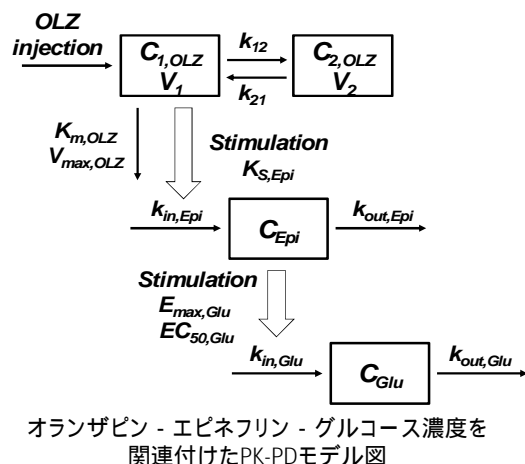 OLZ
injection
C1,OLZ
V1
k12
k21
C2,OLZ
V2
Km,OLZ
Vmax,OLZ
Stimulation
KS,Epi
kin,Epi
CEpi
kout,Epi
Stimulation
Emax,Glu
EC50,Glu
kin,Glu
CGlu
kout,Glu
オランザピン - エピネフリン - グルコース濃度を
関連付けたPK-PDモデル図